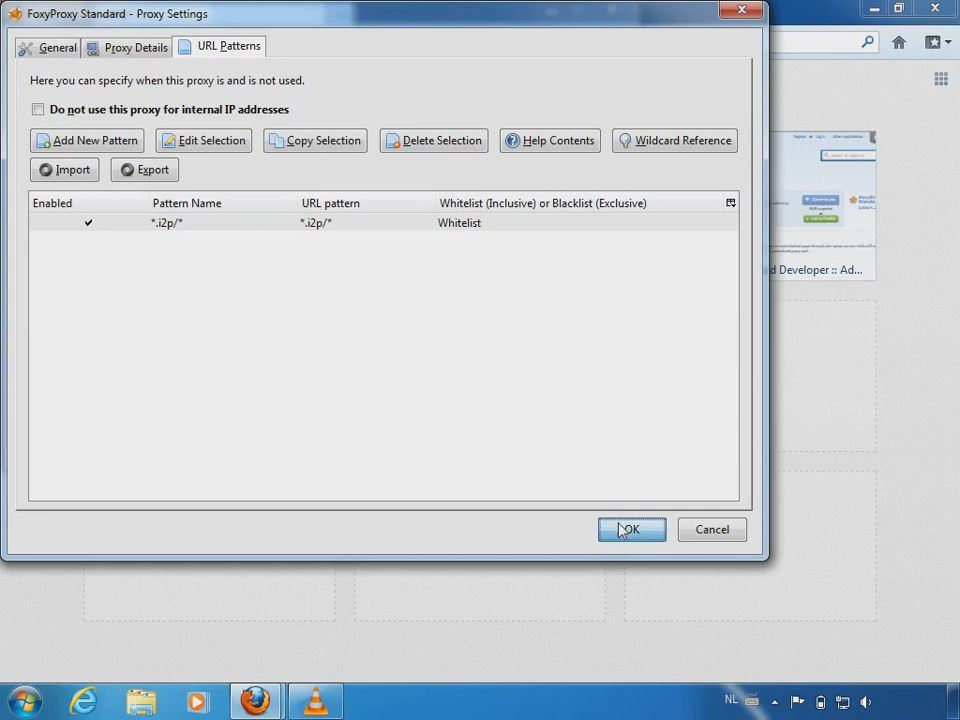 FoxyProxy Standard - Proxy Settings
General
Proxy Details
URL Patterns
Here you can specify when this proxy is and is not used.
Do not use this proxy for internal IP addresses
Add New Pattern
Edit Selection
Copy Selection
Delete Selection
Help Contents
Wildcard Reference
Import
Export
Enabled Pattern Name URL pattern Whitelist (Inclusive) or Blacklist (Exclusive)
*.i2p/* *.i2p/* Whitelist
d Developer :: Ad...
OK
Cancel
NL